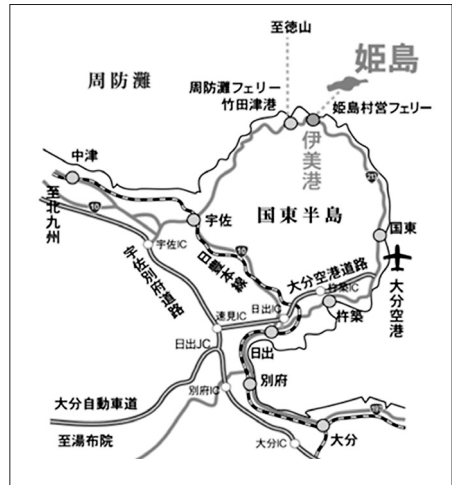 至徳山
姫島
周防灘
周防灘フェリー
竹田津港
姫島村営フェリー
伊美港
中津
213
至北九州
10
宇佐
国東半島
国東
宇佐IC
日豊本線
10
大分空港道路
大分空港
宇佐別府道路
杵築IC
速見IC
日出IC
杵築
日出JC
日出
別府
別府IC
大分自動車道
至湯布院
大分IC
大分